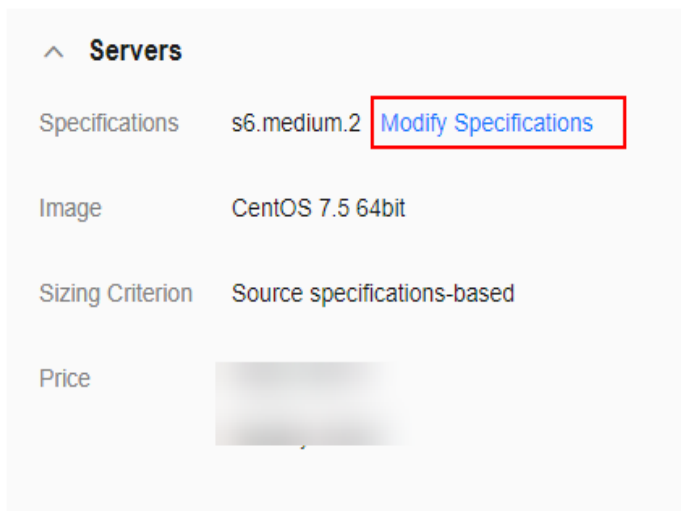 Servers
Specifications s6.medium.2 Modify Specifications
Image CentOS 7.5 64bit
Sizing Criterion Source specifications-based
Price